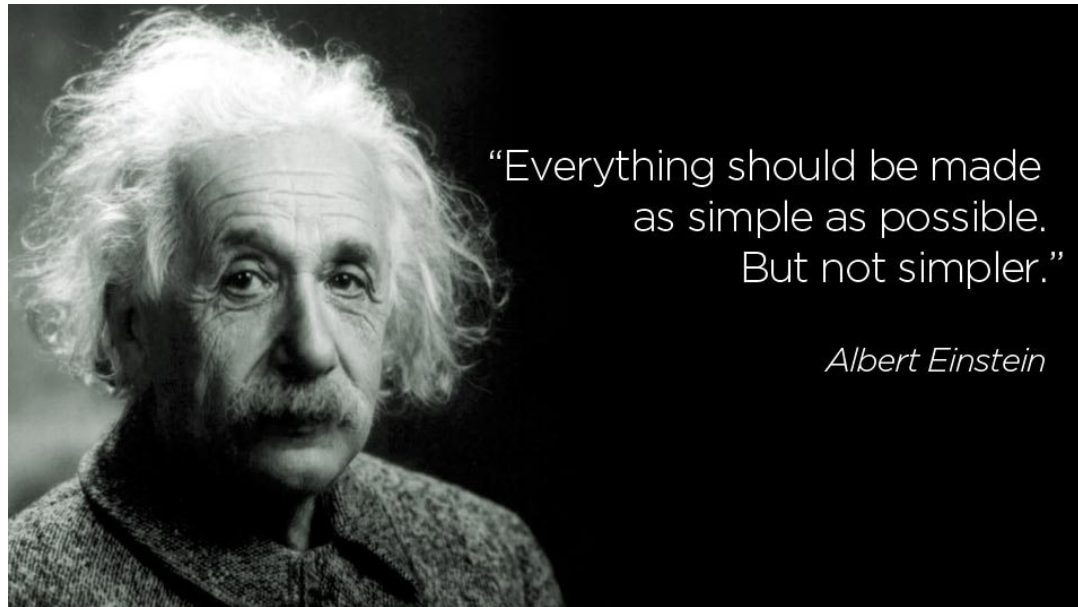 “Everything should be made
as simple as possible.
But not simpler.”
Albert Einstein